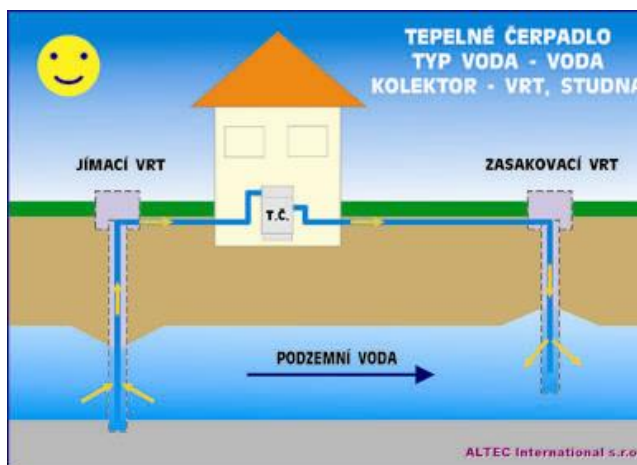 TEPELNÉ ČERPADLO
TYP VODA - VODA
KOLEKTOR - VRT, STUDNA
JÍMACÍ VRT
ZASAKOVACÍ VRT
T.Č.
PODZEMNÍ VODA
ALTEC International s.r.o